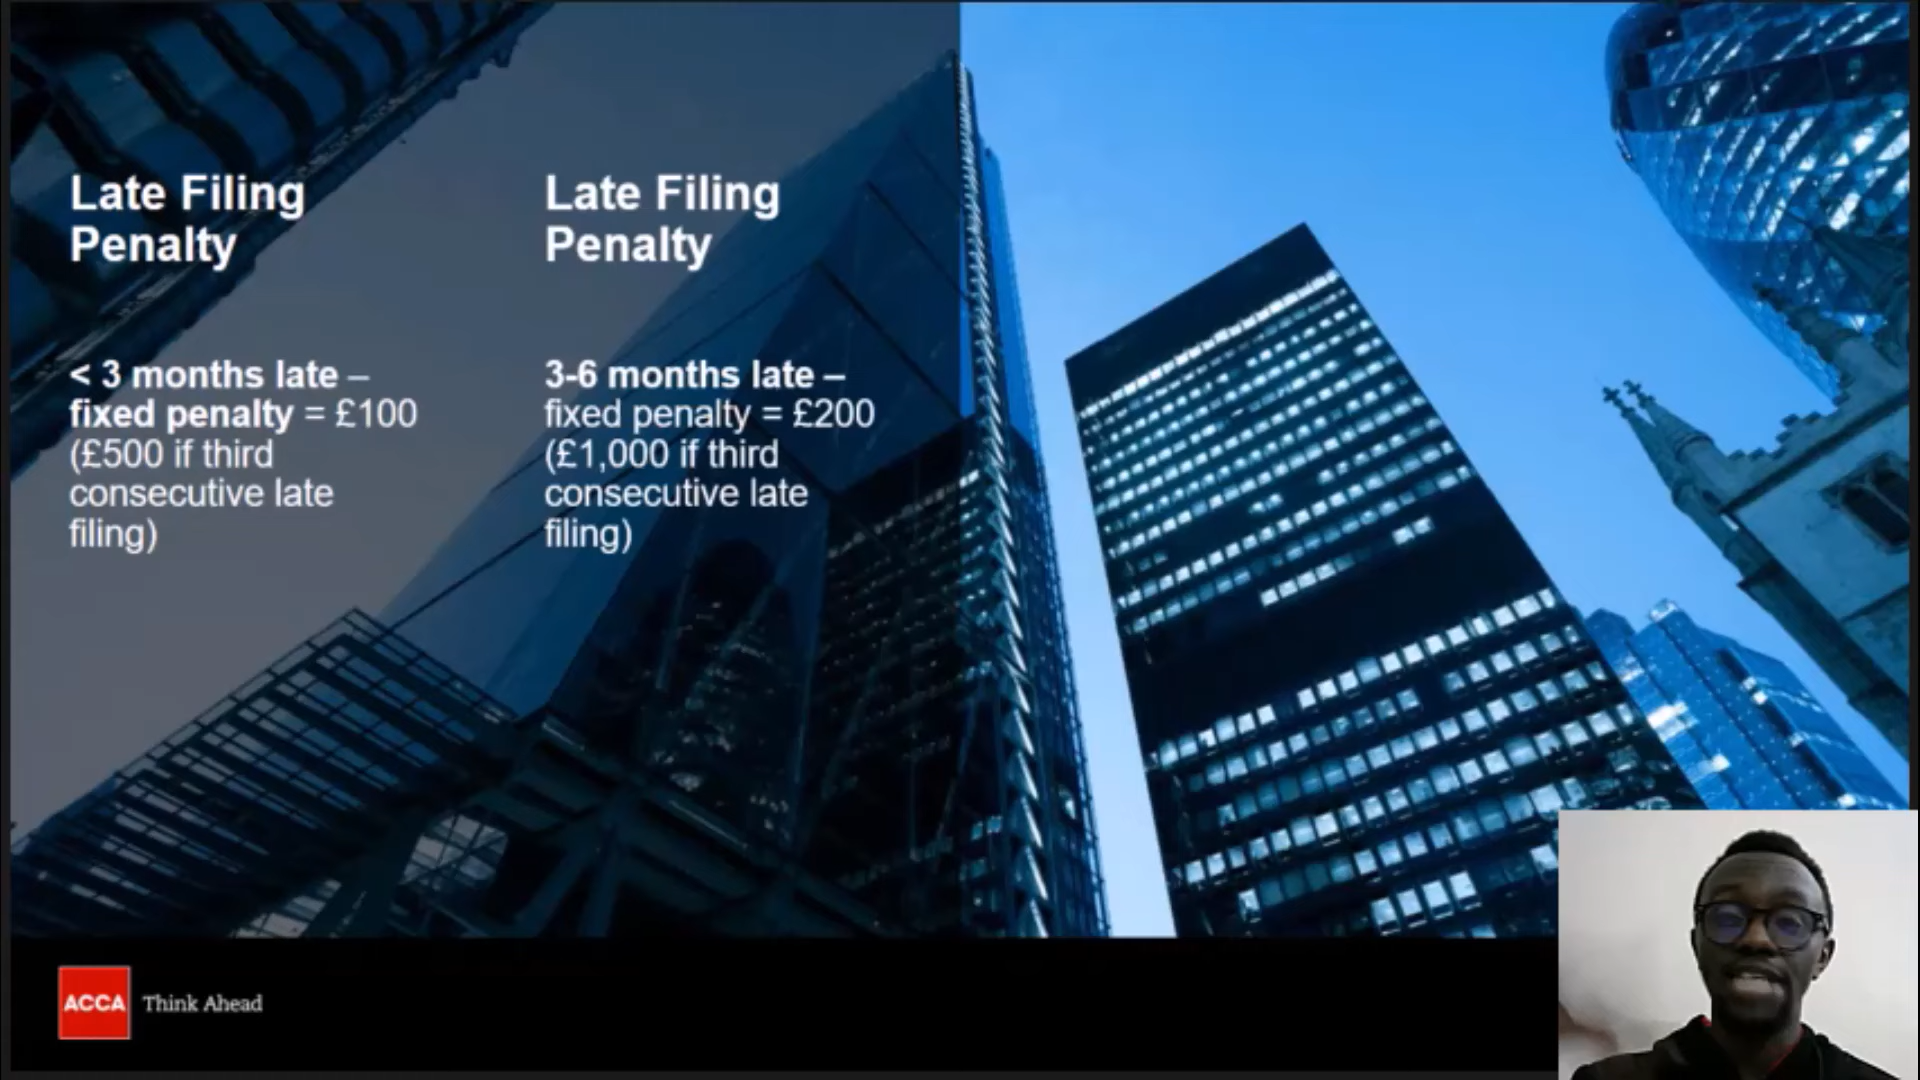 Late Filing
Penalty
< 3 months late –
fixed penalty = £100
(£500 if third
consecutive late
filing)
Late Filing
Penalty
3-6 months late –
fixed penalty = £200
(£1,000 if third
consecutive late
filing)
ACCA Think Ahead